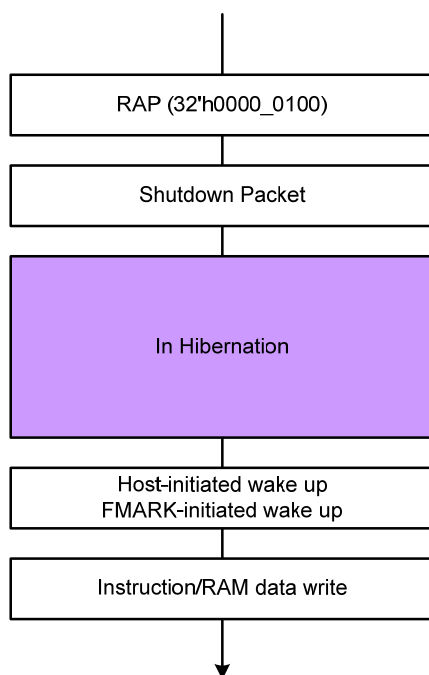 RAP (32'h0000_0100)
Shutdown Packet
In Hibernation
Host-initiated wake up
FMARK-initiated wake up
Instruction/RAM data write